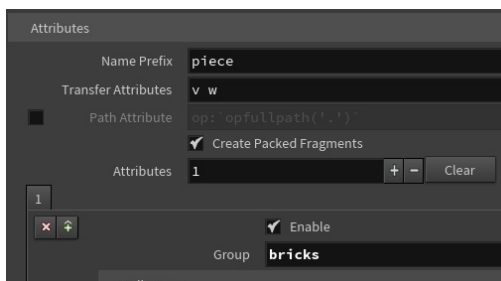 Attributes
Name Prefix piece
Transfer Attributes v w
Path Attribute op:`opfullpath('.')`
Create Packed Fragments
Attributes 1 + - Clear
1
Enable
Group bricks